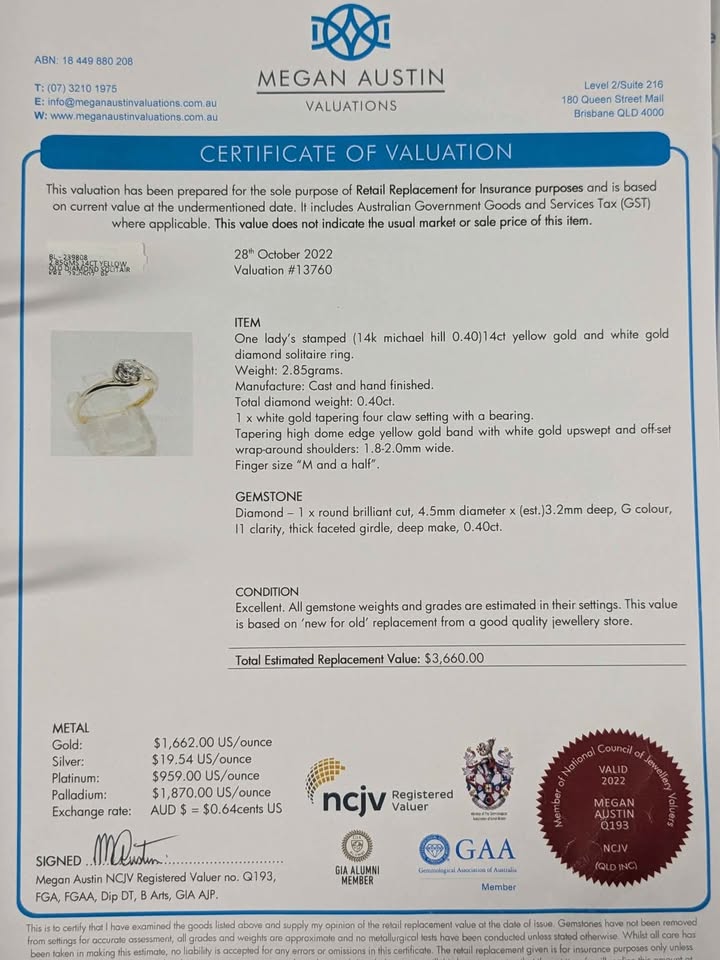 ABN: 18 449 880 208
T: (07) 3210 1975
E: info@meganaustinvaluations.com.au
W: www.meganaustinvaluations.com.au
MEGAN AUSTIN
VALUATIONS
Level 2/Suite 216
180 Queen Street Mall
Brisbane QLD 4000
CERTIFICATE OF VALUATION
This valuation has been prepared for the sole purpose of Retail Replacement for Insurance purposes and is based
on current value at the undermentioned date. It includes Australian Government Goods and Services Tax (GST)
where applicable. This value does not indicate the usual market or sale price of this item.
BL-239808
2.85GMS 14CT YELLOW
GLD DIAMOND SOLITAIR
28th October 2022
Valuation #13760
ITEM
One lady's stamped (14k michael hill 0.40)14ct yellow gold and white gold
diamond solitaire ring.
Weight: 2.85grams.
Manufacture: Cast and hand finished.
Total diamond weight: 0.40ct.
1 x white gold tapering four claw setting with a bearing.
Tapering high dome edge yellow gold band with white gold upswept and off-set
wrap-around shoulders: 1.8-2.0mm wide.
Finger size "M and a half".
GEMSTONE
Diamond – 1 x round brilliant cut, 4.5mm diameter x (est.)3.2mm deep, G colour,
I1 clarity, thick faceted girdle, deep make, 0.40ct.
CONDITION
Excellent. All gemstone weights and grades are estimated in their settings. This value
is based on 'new for old' replacement from a good quality jewellery store.
Total Estimated Replacement Value: $3,660.00
METAL
Gold: $1,662.00 US/ounce
Silver: $19.54 US/ounce
Platinum: $959.00 US/ounce
Palladium: $1,870.00 US/ounce
Exchange rate: AUD $ = $0.64cents US
SIGNED MAustin
Megan Austin NCJV Registered Valuer no. Q193,
FGA, FGAA, Dip DT, B Arts, GIA AJP.
ncjv Registered
Valuer
GIA ALUMNI
MEMBER
GAA
Gemmological Association of Australia
Member
Member of National Council of Jewellery Valuers
VALID
2022
MEGAN
AUSTIN
Q193
NCJV
(QLD INC)
This is to certify that I have examined the goods listed above and supply my opinion of the retail replacement value at the date of issue. Gemstones have not been removed
from settings for accurate assessment, all grades and weights are approximate and no metallurgical tests have been conducted unless stated otherwise. Whilst all care has
been taken in making this estimate, no liability is accepted for any errors or omissions in this certificate. The retail replacement given is for insurance purposes only unless